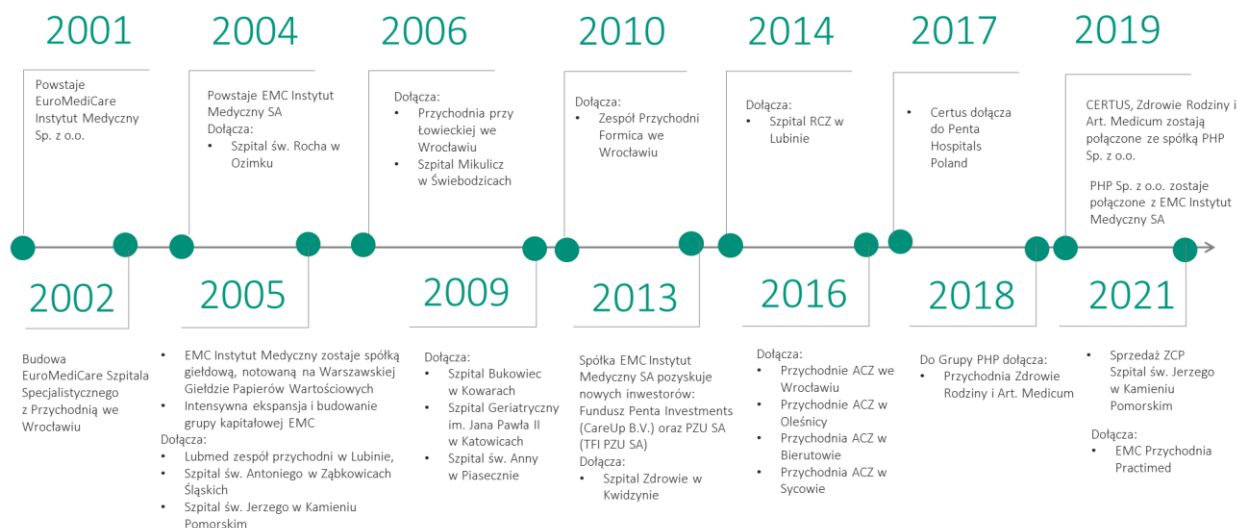 2001
Powstaje
EuroMediCare
Instytut Medyczny
Sp. z o.o.
2002
Budowa
EuroMediCare Szpitala
Specjalistycznego
z Przychodnią we
Wrocławiu
2004
Powstaje EMC Instytut
Medyczny SA
Dołącza:
• Szpital św. Rocha w
Ozimku
2005
• EMC Instytut Medyczny zostaje spółką
giełdową, notowaną na Warszawskiej
Giełdzie Papierów Wartościowych
• Intensywna ekspansja i budowanie
grupy kapitałowej EMC
Dołącza:
• Lubmed zespół przychodni w Lubinie,
• Szpital św. Antoniego w Ząbkowicach
Śląskich
• Szpital św. Jerzego w Kamieniu
Pomorskim
2006
Dołącza:
• Przychodnia przy
Łowieckiej we
Wrocławiu
• Szpital Mikulicz
w Świebodzicach
2009
Dołącza:
• Szpital Bukowiec
w Kowarach
• Szpital Geriatryczny
im. Jana Pawła II
w Katowicach
• Szpital św. Anny
w Piasecznie
2010
Dołącza:
• Zespół Przychodni
Formica we
Wrocławiu
2013
Spółka EMC Instytut
Medyczny SA pozyskuje
nowych inwestorów:
Fundusz Penta Investments
(CareUp B.V.) oraz PZU SA
(TFI PZU SA)
Dołącza:
• Szpital Zdrowie w
Kwidzynie
2014
Dołącza:
• Szpital RCZ w
Lubinie
2016
Dołącza:
• Przychodnie ACZ we
Wrocławiu
• Przychodnie ACZ w
Oleśnicy
• Przychodnia ACZ w
Bierutowie
• Przychodnia ACZ w
Sycowie
2017
• Certus dołącza
do Penta
Hospitals
Poland
2018
Do Grupy PHP dołącza:
• Przychodnia Zdrowie
Rodziny i Art. Medicum
2019
CERTUS, Zdrowie Rodziny i
Art. Medicum zostają
połączone ze spółką PHP
Sp. z o.o.
PHP Sp. z o.o. zostaje
połączone z EMC Instytut
Medyczny SA
2021
• Sprzedaż ZCP
Szpital św. Jerzego
w Kamieniu
Pomorskim
Dołącza:
• EMC Przychodnia
Practimed